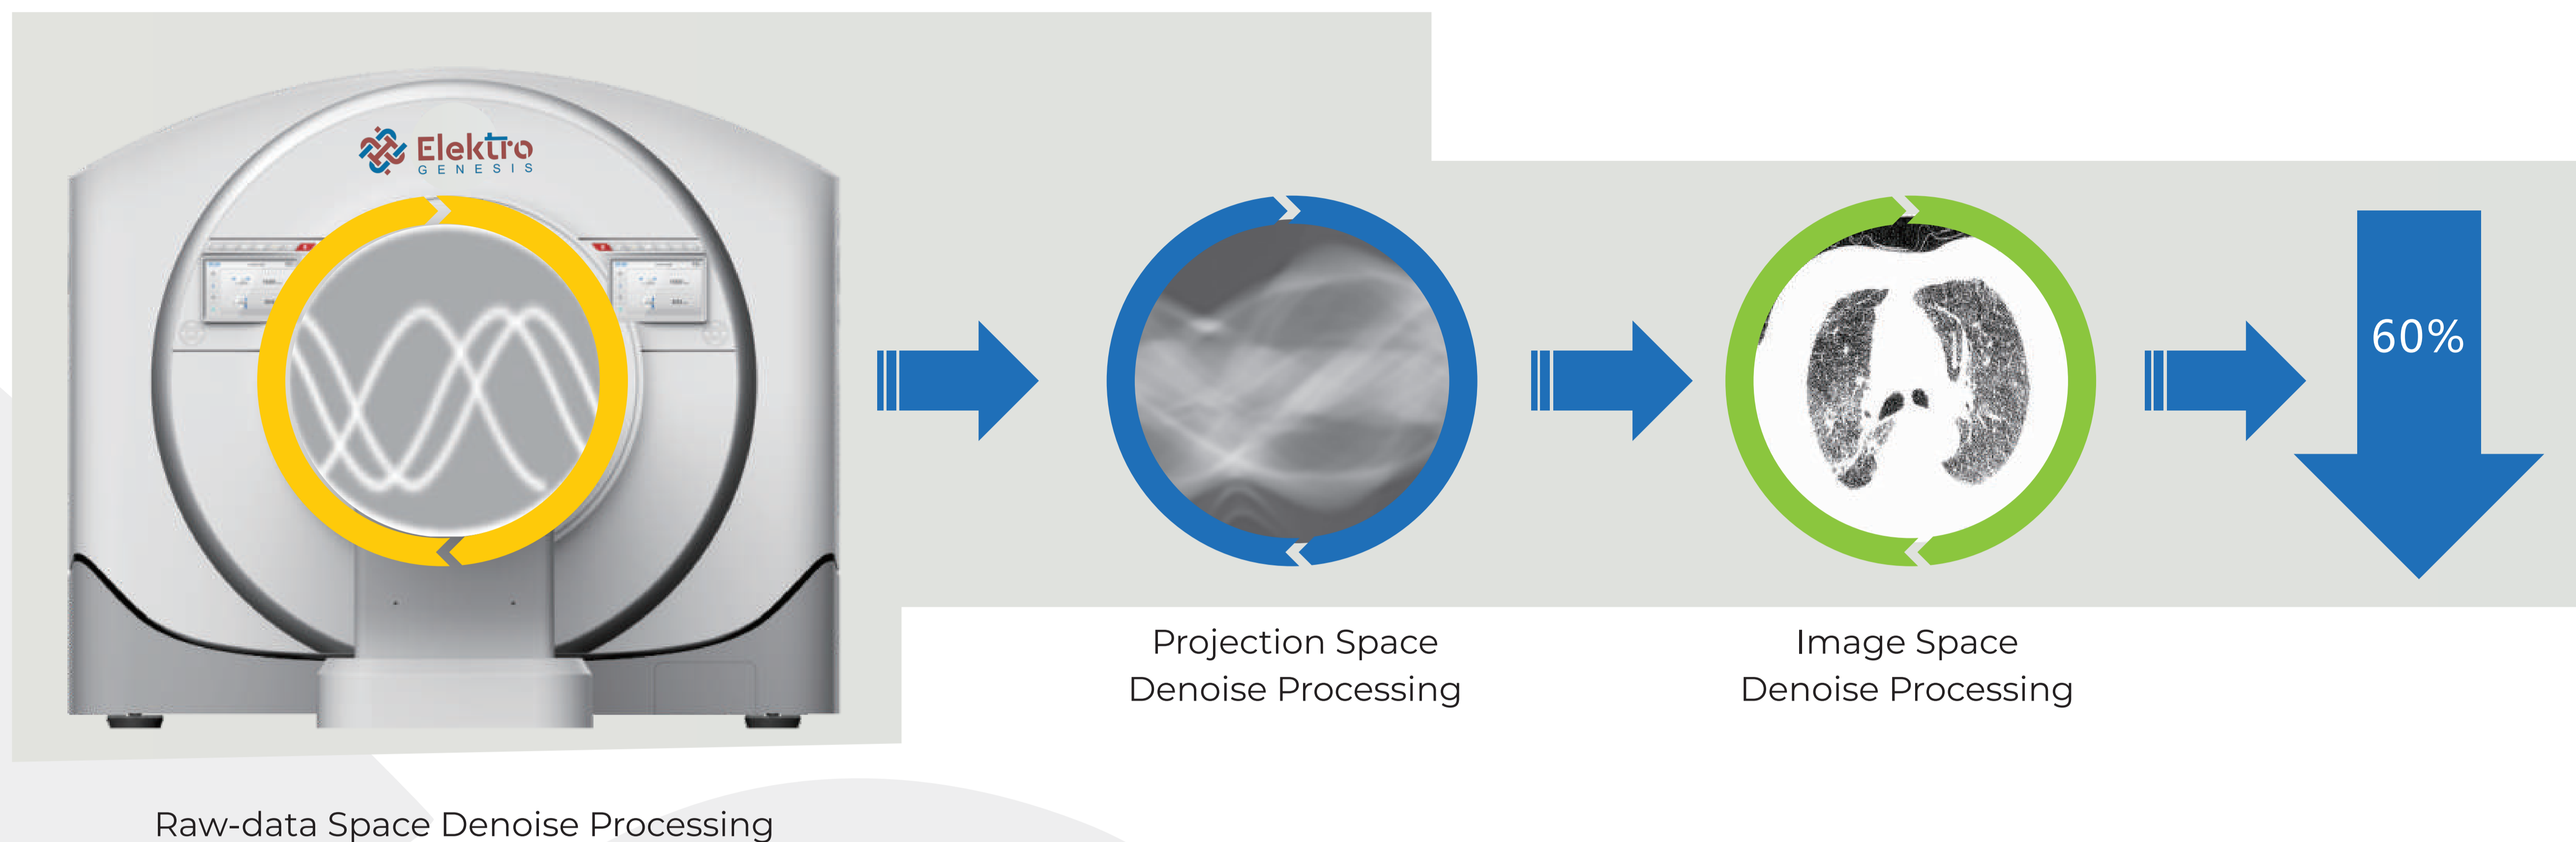 Elektro
GENESIS
60%
Projection Space
Denoise Processing
Image Space
Denoise Processing
Raw-data Space Denoise Processing